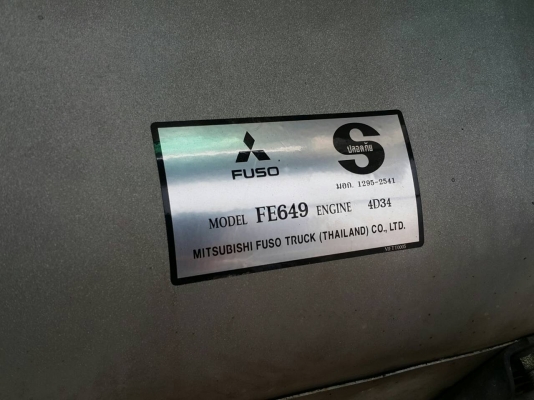 FUSO
S
ปลอดภัย
มอก. 1295-2541
MODEL FE649 ENGINE 4D34
MITSUBISHI FUSO TRUCK (THAILAND) CO., LTD.